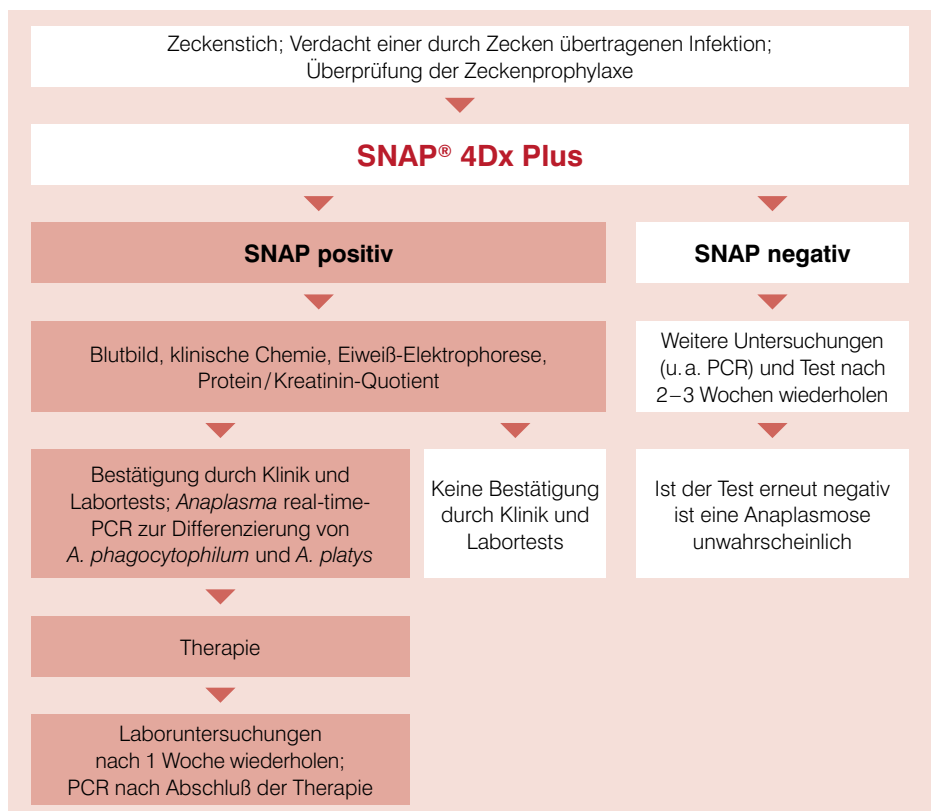 Zeckenstich; Verdacht einer durch Zecken übertragenen Infektion;
Überprüfung der Zeckenprophylaxe
SNAP® 4Dx Plus
SNAP positiv
SNAP negativ
Blutbild, klinische Chemie, Eiweiß-Elektrophorese,
Protein/Kreatinin-Quotient
Weitere Untersuchungen
(u. a. PCR) und Test nach
2–3 Wochen wiederholen
Bestätigung durch Klinik und
Labortests; Anaplasma real-time-
PCR zur Differenzierung von
A. phagocytophilum und A. platys
Keine Bestätigung
durch Klinik und
Labortests
Ist der Test erneut negativ
ist eine Anaplasmose
unwahrscheinlich
Therapie
Laboruntersuchungen
nach 1 Woche wiederholen;
PCR nach Abschluß der Therapie